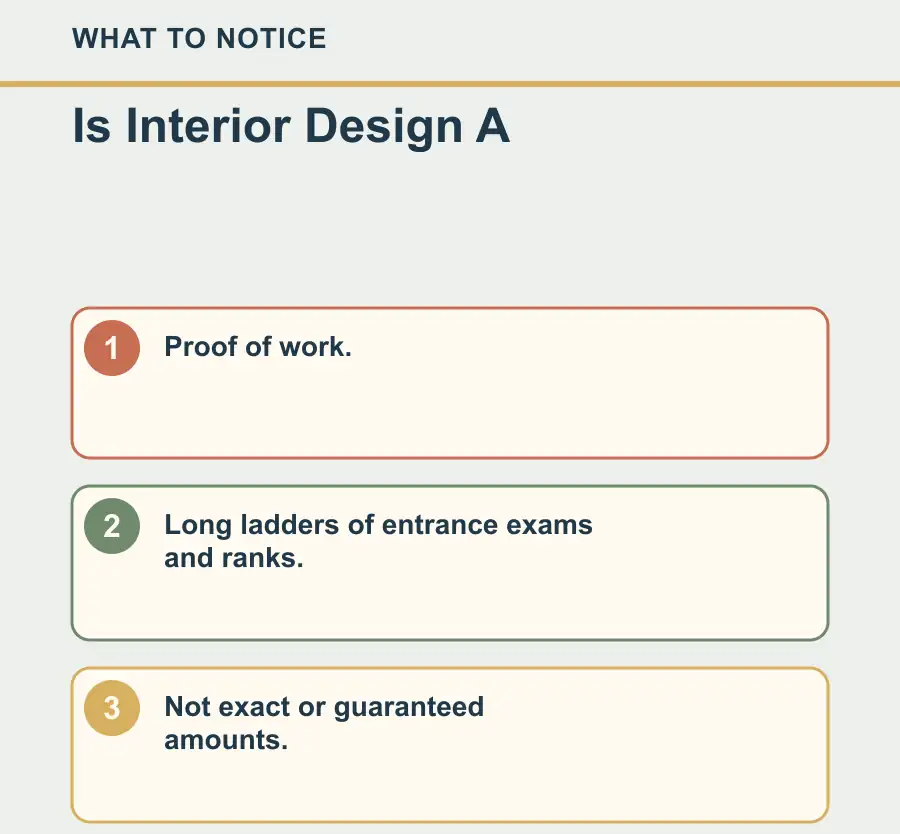 WHAT TO NOTICE
Is Interior Design A
1
Proof of work.
2
Long ladders of entrance exams
and ranks.
3
Not exact or guaranteed
amounts.